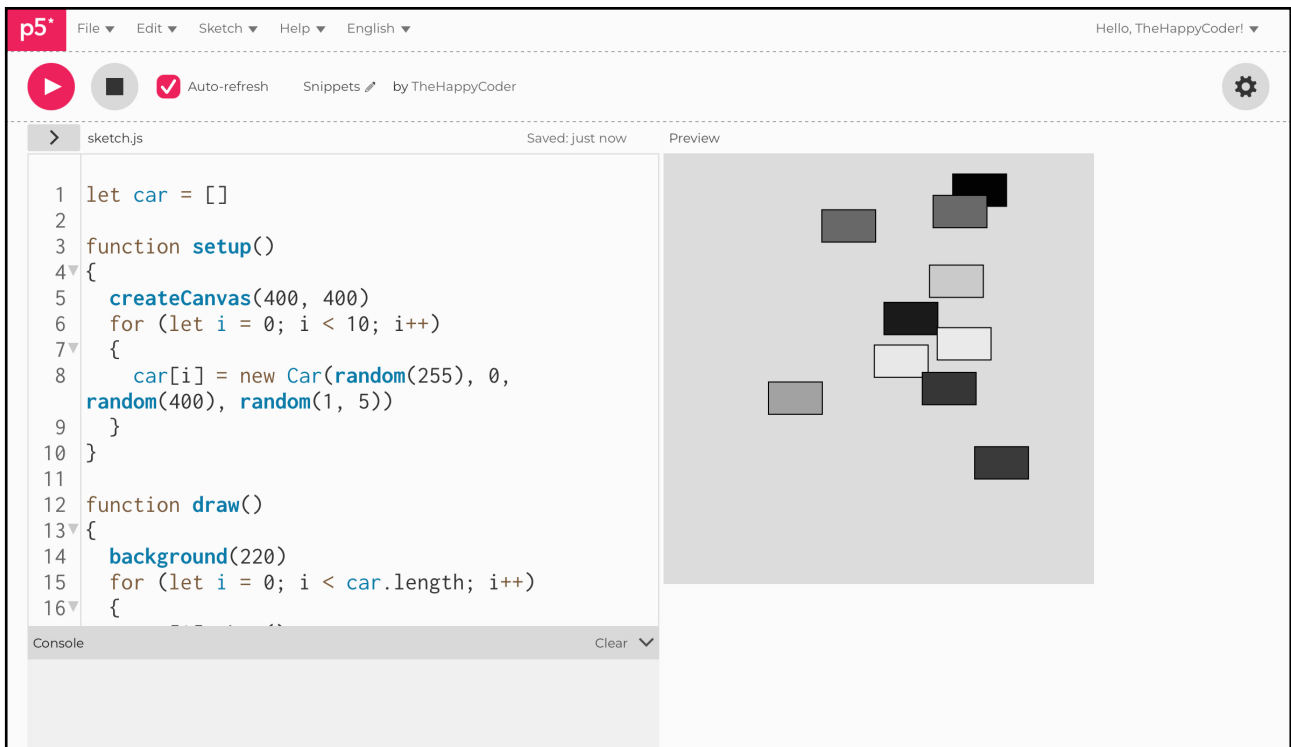 p5*
File Edit Sketch Help English
Hello, TheHappyCoder!
Auto-refresh Snippets by TheHappyCoder
sketch.js Saved: just now Preview
1 let car = []
2
3 function setup()
4 {
5 createCanvas(400, 400)
6 for (let i = 0; i < 10; i++)
7 {
8 car[i] = new Car(random(255), 0,
random(400), random(1, 5))
9 }
10 }
11
12 function draw()
13 {
14 background(220)
15 for (let i = 0; i < car.length; i++)
16 {
Console Clear